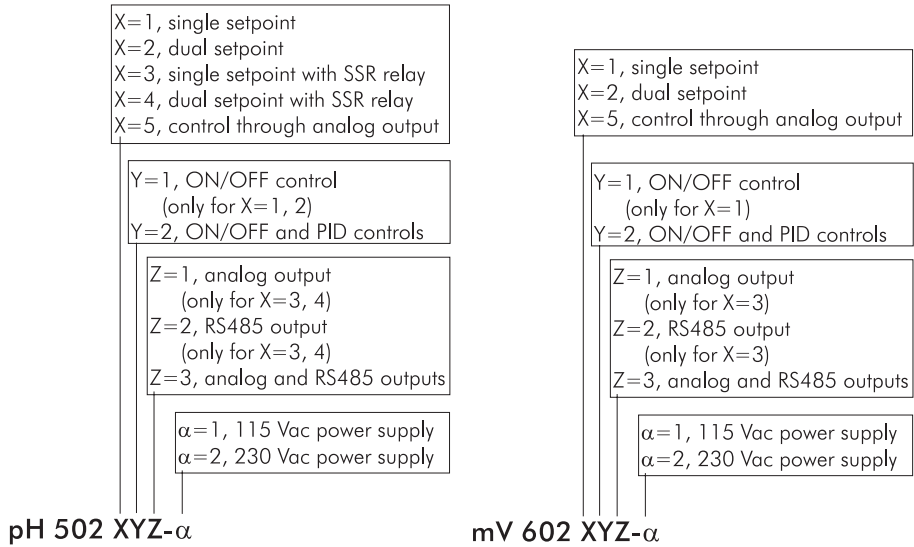 X=1, single setpoint
X=2, dual setpoint
X=3, single setpoint with SSR relay
X=4, dual setpoint with SSR relay
X=5, control through analog output
Y=1, ON/OFF control
(only for X=1, 2)
Y=2, ON/OFF and PID controls
Z=1, analog output
(only for X=3, 4)
Z=2, RS485 output
(only for X=3, 4)
Z=3, analog and RS485 outputs
α=1, 115 Vac power supply
α=2, 230 Vac power supply
pH 502 XYZ-α
X=1, single setpoint
X=2, dual setpoint
X=5, control through analog output
Y=1, ON/OFF control
(only for X=1)
Y=2, ON/OFF and PID controls
Z=1, analog output
(only for X=3)
Z=2, RS485 output
(only for X=3)
Z=3, analog and RS485 outputs
α=1, 115 Vac power supply
α=2, 230 Vac power supply
mV 602 XYZ-α